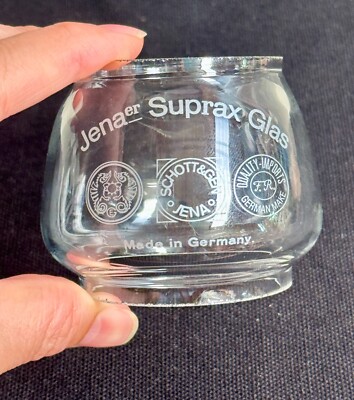 Jenaer Suprax Glas
SCHOTT&GEN
JENA
QUALITY-IMPORTS
F.R.
GERMAN MAKE
Made in Germany